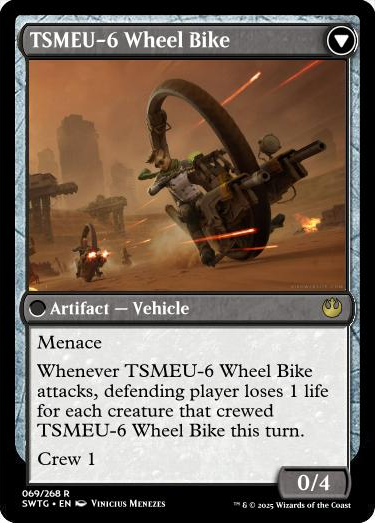 TSMEU-6 Wheel Bike
Artifact — Vehicle
Menace
Whenever TSMEU-6 Wheel Bike
attacks, defending player loses 1 life
for each creature that crewed
TSMEU-6 Wheel Bike this turn.
Crew 1
0/4
069/268 R
SWTG • EN Vinicius Menezes
™ & © 2025 Wizards of the Coast